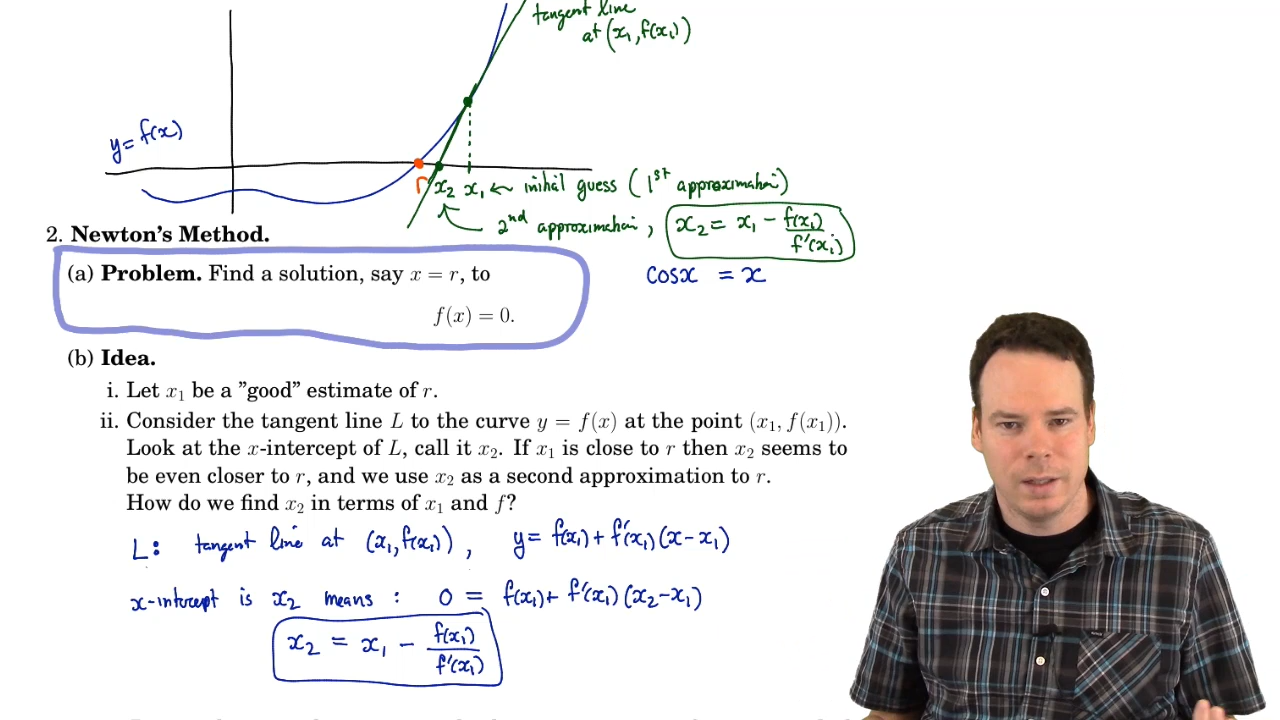 tangent line
at (x₁, f(x₁))
y = f(x)
r x₂ x₁ ← initial guess (1st approximation)
2nd approximation, x₂ = x₁ − f(x₁)/f′(x₁)
2. Newton's Method.
(a) Problem. Find a solution, say x = r, to
cosx = x
f(x) = 0.
(b) Idea.
i. Let x₁ be a ”good” estimate of r.
ii. Consider the tangent line L to the curve y = f(x) at the point (x₁, f(x₁)).
Look at the x-intercept of L, call it x₂. If x₁ is close to r then x₂ seems to
be even closer to r, and we use x₂ as a second approximation to r.
How do we find x₂ in terms of x₁ and f?
L: tangent line at (x₁, f(x₁)), y = f(x₁) + f′(x₁)(x − x₁)
x-intercept is x₂ means: 0 = f(x₁) + f′(x₁)(x₂ − x₁)
x₂ = x₁ − f(x₁)/f′(x₁)